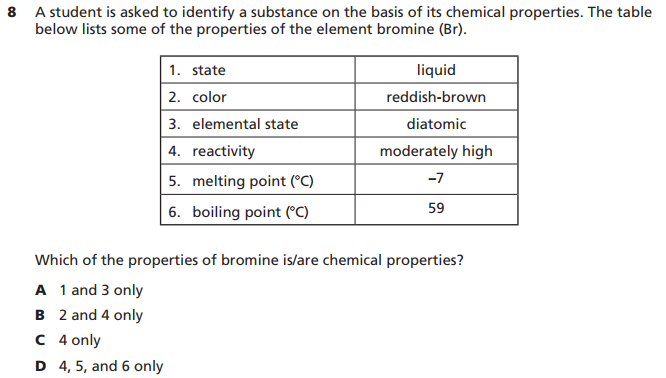 8 A student is asked to identify a substance on the basis of its chemical properties. The table
below lists some of the properties of the element bromine (Br).
1. state liquid
2. color reddish-brown
3. elemental state diatomic
4. reactivity moderately high
5. melting point (°C) –7
6. boiling point (°C) 59
Which of the properties of bromine is/are chemical properties?
A 1 and 3 only
B 2 and 4 only
C 4 only
D 4, 5, and 6 only